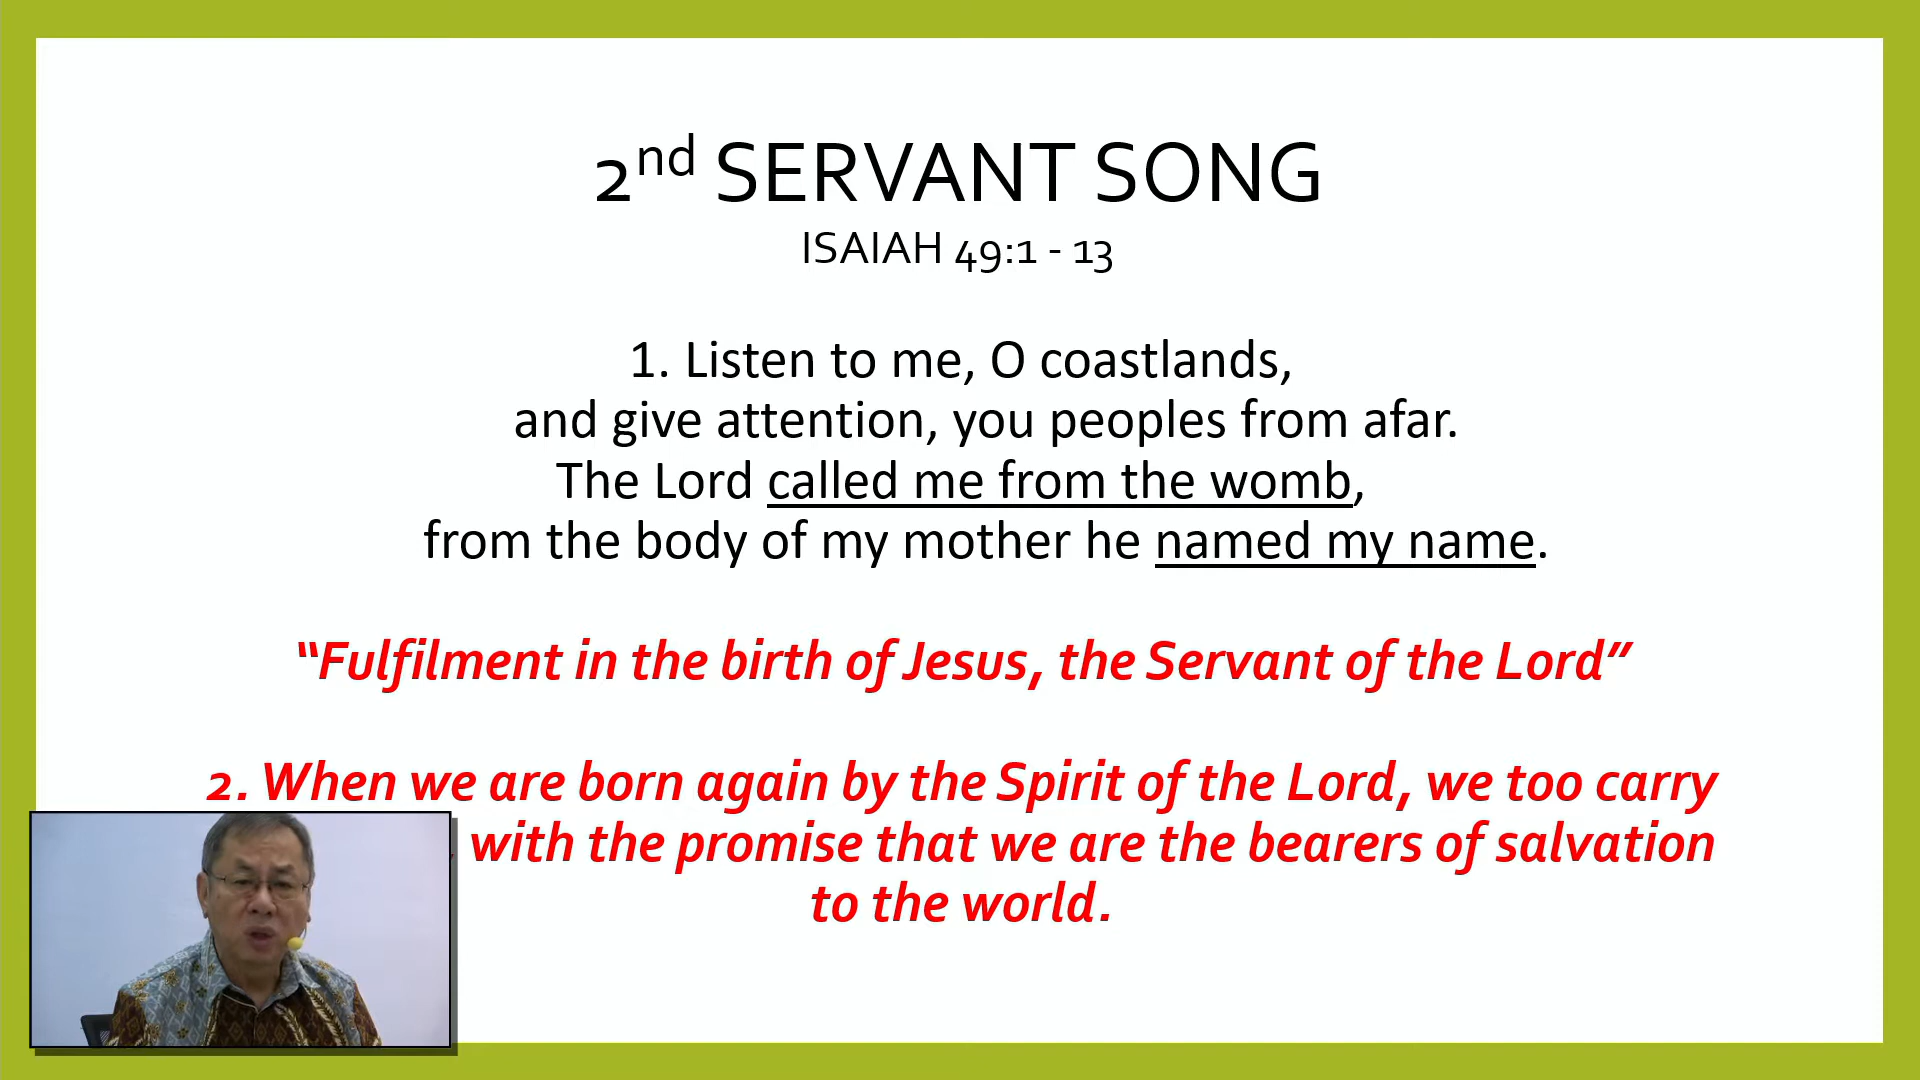 2nd SERVANT SONG
ISAIAH 49:1 - 13
1. Listen to me, O coastlands,
and give attention, you peoples from afar.
The Lord called me from the womb,
from the body of my mother he named my name.
“Fulfilment in the birth of Jesus, the Servant of the Lord”
2. When we are born again by the Spirit of the Lord, we too carry
with the promise that we are the bearers of salvation
to the world.